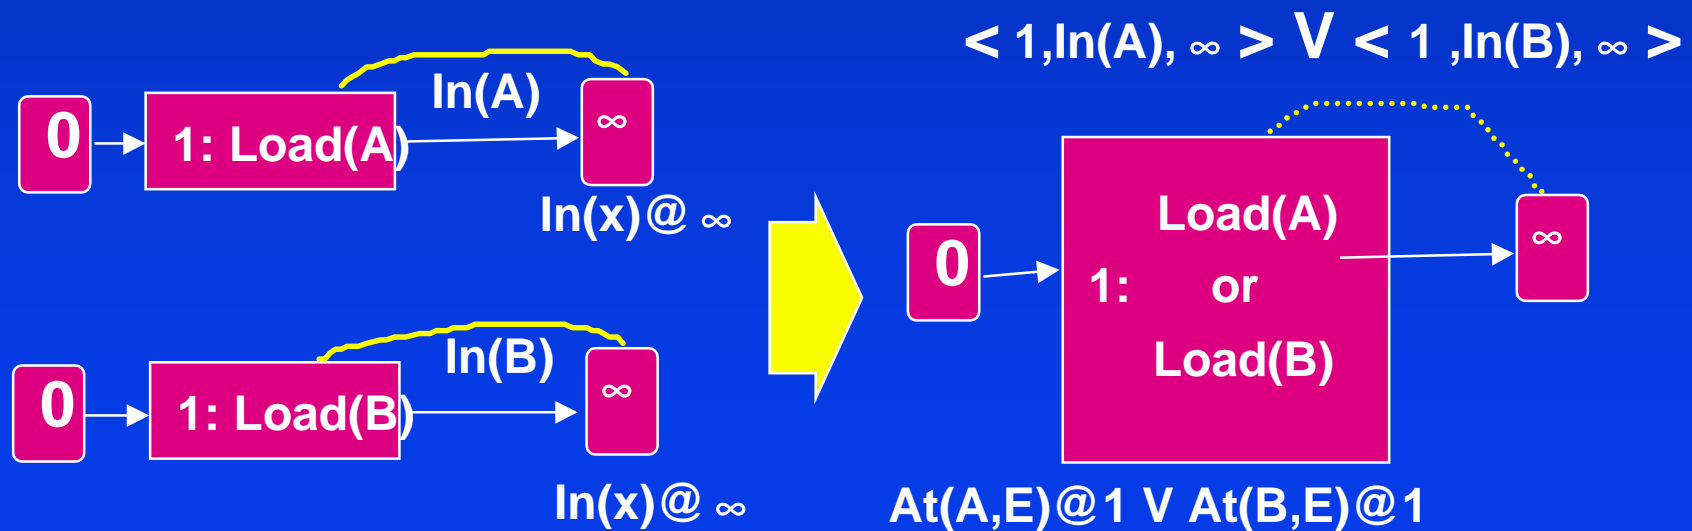 0
1: Load(A)
In(A)
∞
In(x)@ ∞
0
1: Load(B)
In(B)
∞
In(x)@ ∞
< 1,In(A), ∞ > V < 1 ,In(B), ∞ >
0
Load(A)
1: or
Load(B)
∞
At(A,E)@1 V At(B,E)@1